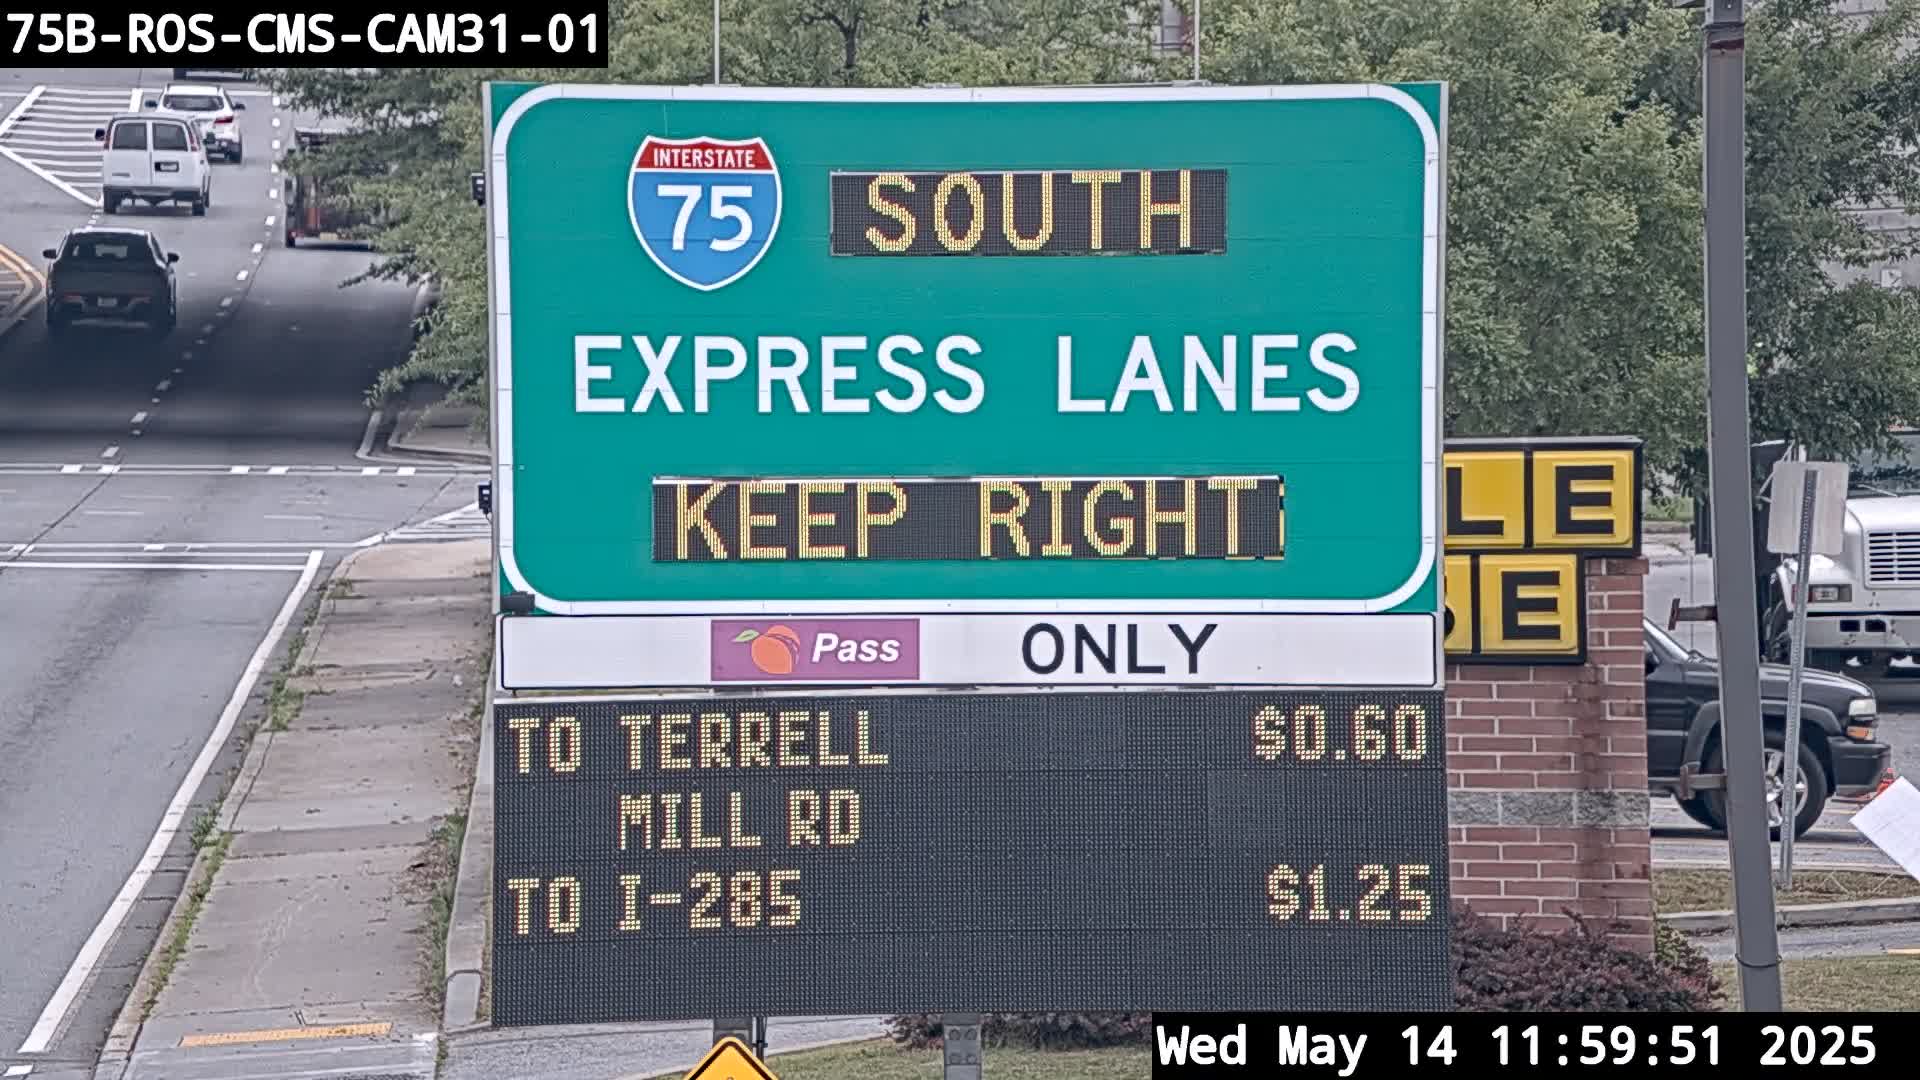 75B-ROS-CMS-CAM31-01
INTERSTATE
75
SOUTH
EXPRESS LANES
KEEP RIGHT
Pass ONLY
TO TERRELL $0.60
MILL RD
TO I-285 $1.25
LE
E
Wed May 14 11:59:51 2025